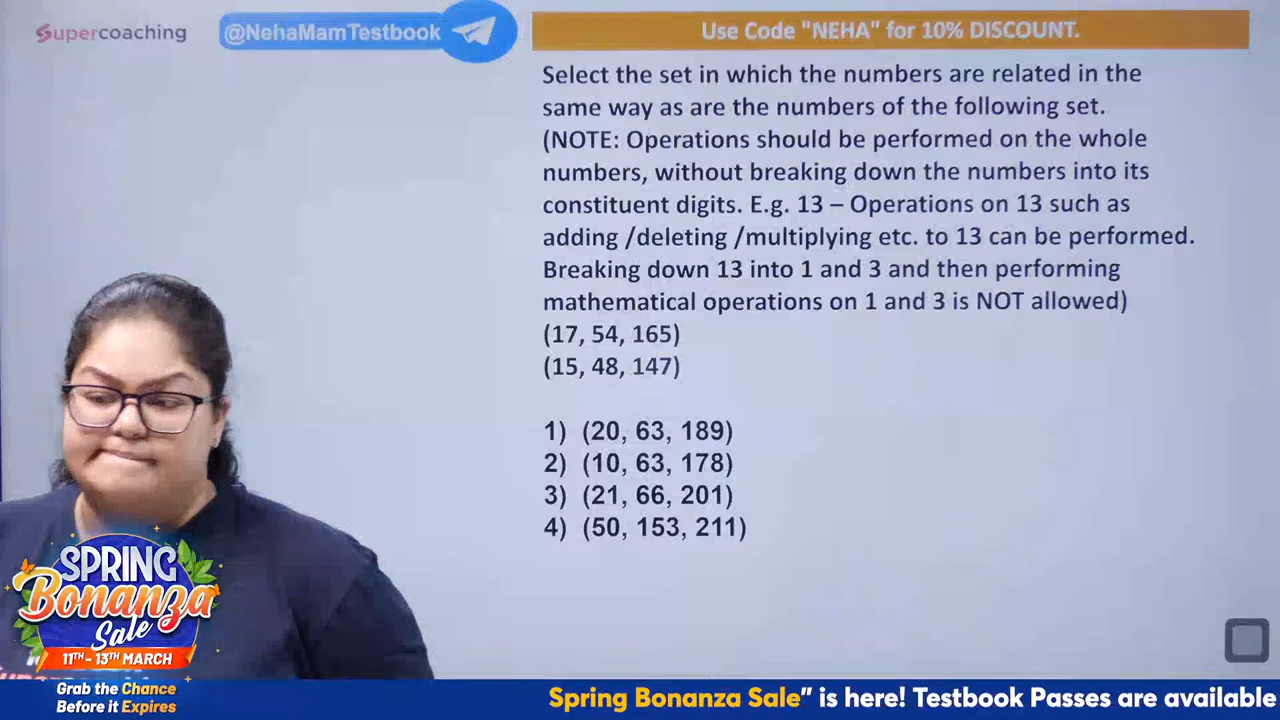 Supercoaching
@NehaMamTestbook
Use Code "NEHA" for 10% DISCOUNT.
Select the set in which the numbers are related in the
same way as are the numbers of the following set.
(NOTE: Operations should be performed on the whole
numbers, without breaking down the numbers into its
constituent digits. E.g. 13 – Operations on 13 such as
adding /deleting /multiplying etc. to 13 can be performed.
Breaking down 13 into 1 and 3 and then performing
mathematical operations on 1 and 3 is NOT allowed)
(17, 54, 165)
(15, 48, 147)
1) (20, 63, 189)
2) (10, 63, 178)
3) (21, 66, 201)
4) (50, 153, 211)
SPRING
Bonanza
Sale
11TH - 13TH MARCH
Grab the Chance
Before it Expires
Spring Bonanza Sale” is here! Testbook Passes are available